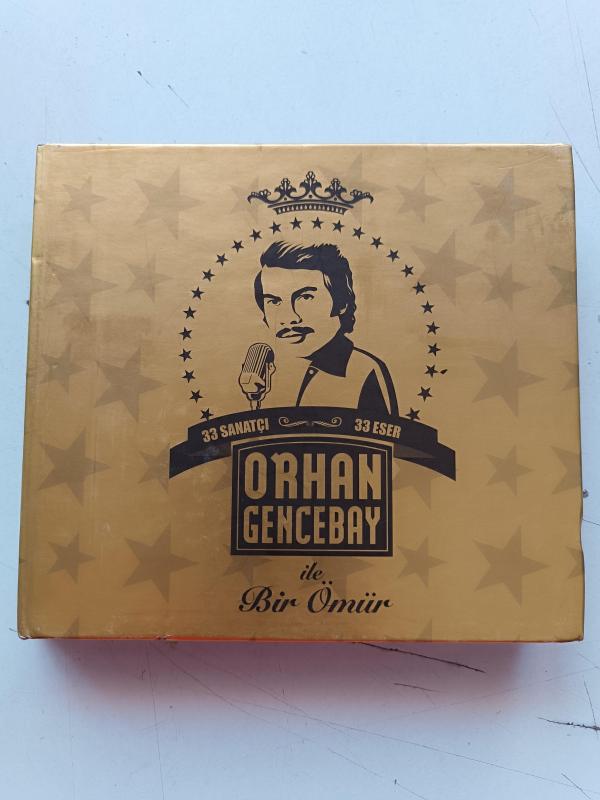 33 SANATÇI 33 ESER
ORHAN
GENCEBAY
ile
Bir Ömür